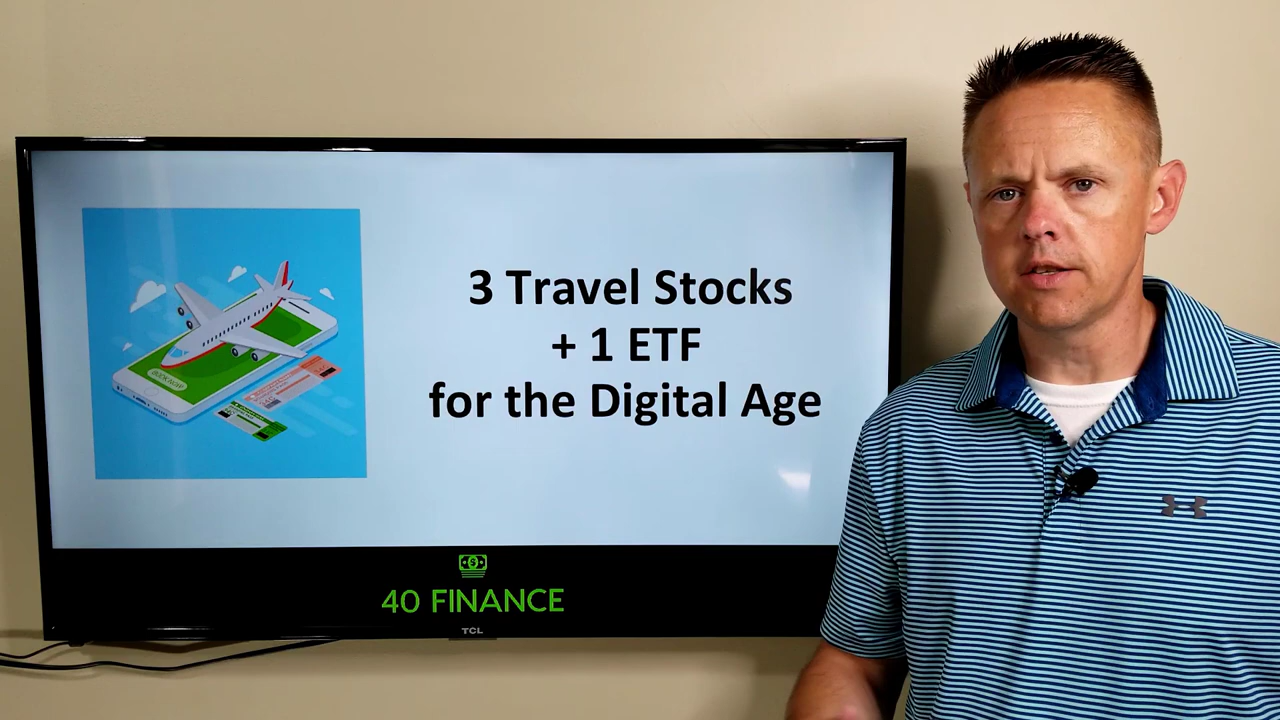 3 Travel Stocks
+ 1 ETF
for the Digital Age
40 FINANCE
TCL